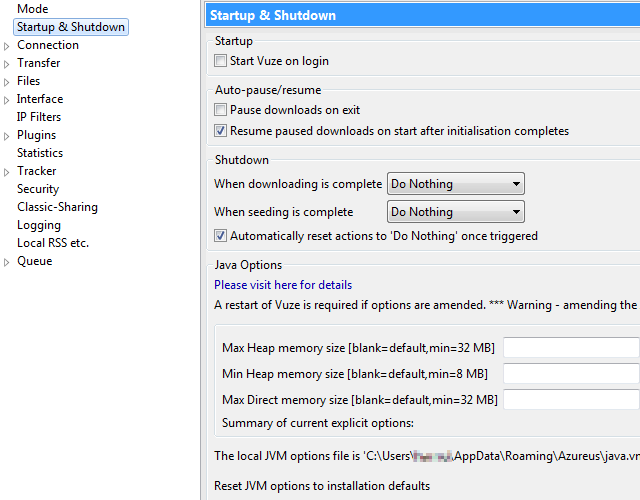 Mode
Startup & Shutdown
Connection
Transfer
Files
Interface
IP Filters
Plugins
Statistics
Tracker
Security
Classic-Sharing
Logging
Local RSS etc.
Queue
Startup & Shutdown
Startup
Start Vuze on login
Auto-pause/resume
Pause downloads on exit
Resume paused downloads on start after initialisation completes
Shutdown
When downloading is complete Do Nothing
When seeding is complete Do Nothing
Automatically reset actions to 'Do Nothing' once triggered
Java Options
Please visit here for details
A restart of Vuze is required if options are amended. *** Warning - amending the
Max Heap memory size [blank=default,min=32 MB]
Min Heap memory size [blank=default,min=8 MB]
Max Direct memory size [blank=default,min=32 MB]
Summary of current explicit options:
The local JVM options file is 'C:\Users\ \AppData\Roaming\Azureus\java.vn
Reset JVM options to installation defaults